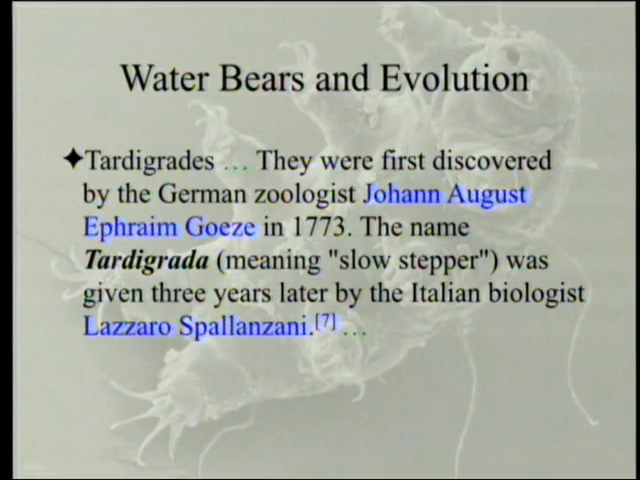 Water Bears and Evolution
✦Tardigrades … They were first discovered
by the German zoologist Johann August
Ephraim Goeze in 1773. The name
Tardigrada (meaning "slow stepper") was
given three years later by the Italian biologist
Lazzaro Spallanzani.[7] …